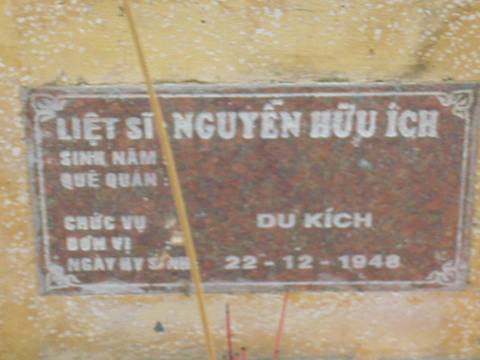 LIỆT SĨ NGUYỄN HỮU ÍCH
SINH NĂM :
QUÊ QUÁN :
CHỨC VỤ DU KÍCH
ĐƠN VỊ
NGÀY HY SINH 22 - 12 - 1948